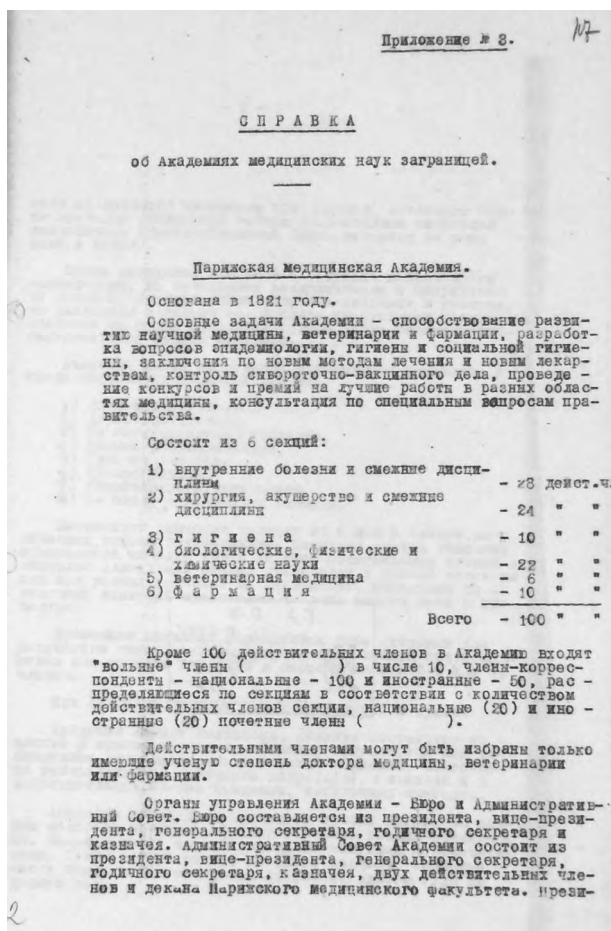 Приложение № 3.
117
СПРАВКА
об Академиях медицинских наук заграницей.
Парижская медицинская Академия.
Основана в 1821 году.
Основные задачи Академии - способствование разви-
тию научной медицины, ветеринарии и фармации, разработ-
ка вопросов эпидемиологии, гигиены и социальной гигие-
ны, заключения по новым методам лечения и новым лекар-
ствам, контроль сывороточно-вакцинного дела, проведе -
ние конкурсов и премий на лучшие работы в разных облас-
тях медицины, консультация по специальным вопросам пра-
вительства.
Состоит из 6 секций:
1) внутренние болезни и смежные дисци-
плины - 28 дейст.ч.
2) хирургия, акушерство и смежные
дисциплины - 24 " "
3) гигиена - 10 " "
4) биологические, физические и
химические науки - 22 " "
5) ветеринарная медицина - 6 " "
6) фармация - 10 " "
Всего - 100 " "
Кроме 100 действительных членов в Академию входят
"вольные" члены ( ) в числе 10, члены-коррес-
понденты - национальные - 100 и иностранные - 50, рас -
пределяющиеся по секциям в соответствии с количеством
действительных членов секции, национальные (20) и ино -
странные (20) почетные члены ( ).
Действительными членами могут быть избраны только
имеющие ученую степень доктора медицины, ветеринарии
или фармации.
Органы управления Академии - Бюро и Административ-
ный Совет. Бюро составляется из президента, вице-прези-
дента, генерального секретаря, годичного секретаря и
казначея. Административный Совет Академии состоит из
президента, вице-президента, генерального секретаря,
годичного секретаря, казначея, двух действительных чле-
нов и декана Парижского медицинского факультета. Прези-
2